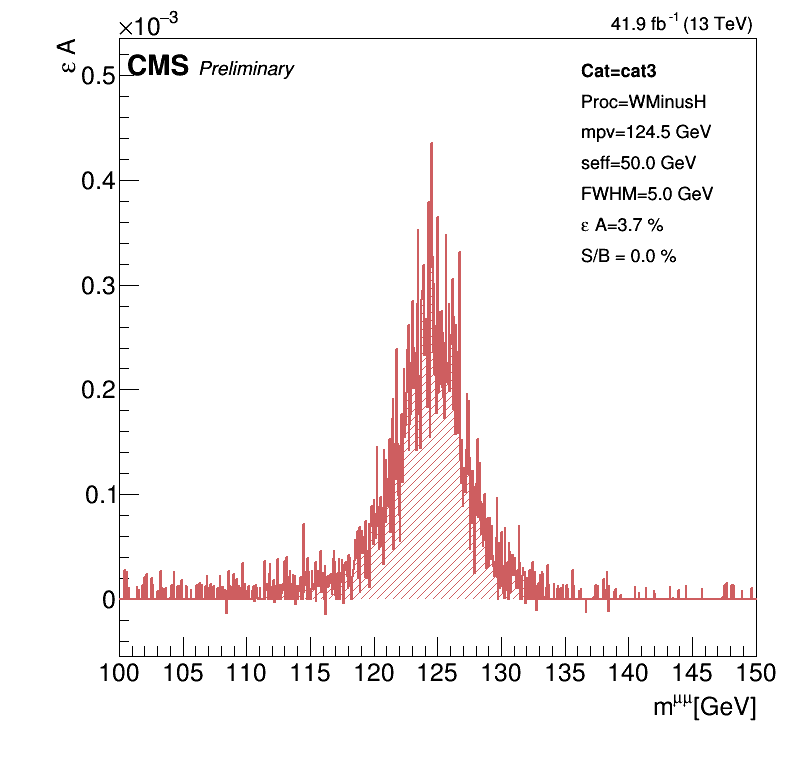 ×10⁻³
41.9 fb⁻¹ (13 TeV)
ε A
CMS Preliminary
Cat=cat3
Proc=WMinusH
mpv=124.5 GeV
seff=50.0 GeV
FWHM=5.0 GeV
ε A=3.7 %
S/B = 0.0 %
0.5
0.4
0.3
0.2
0.1
0
100 105 110 115 120 125 130 135 140 145 150
m^μμ[GeV]